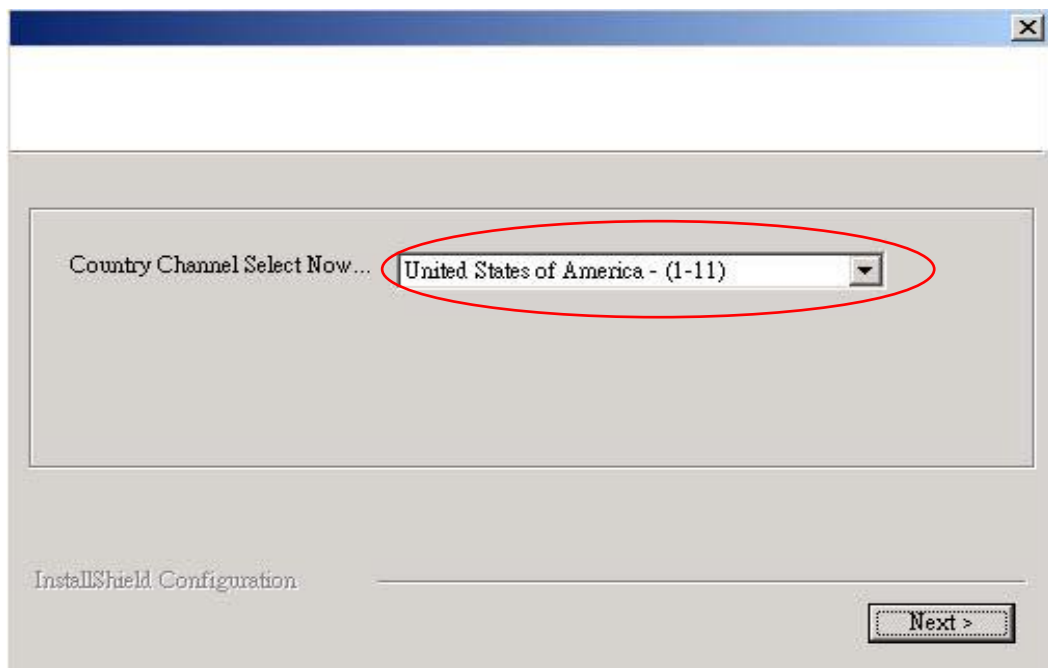 Country Channel Select Now...
United States of America - (1-11)
InstallShield Configuration
Next >